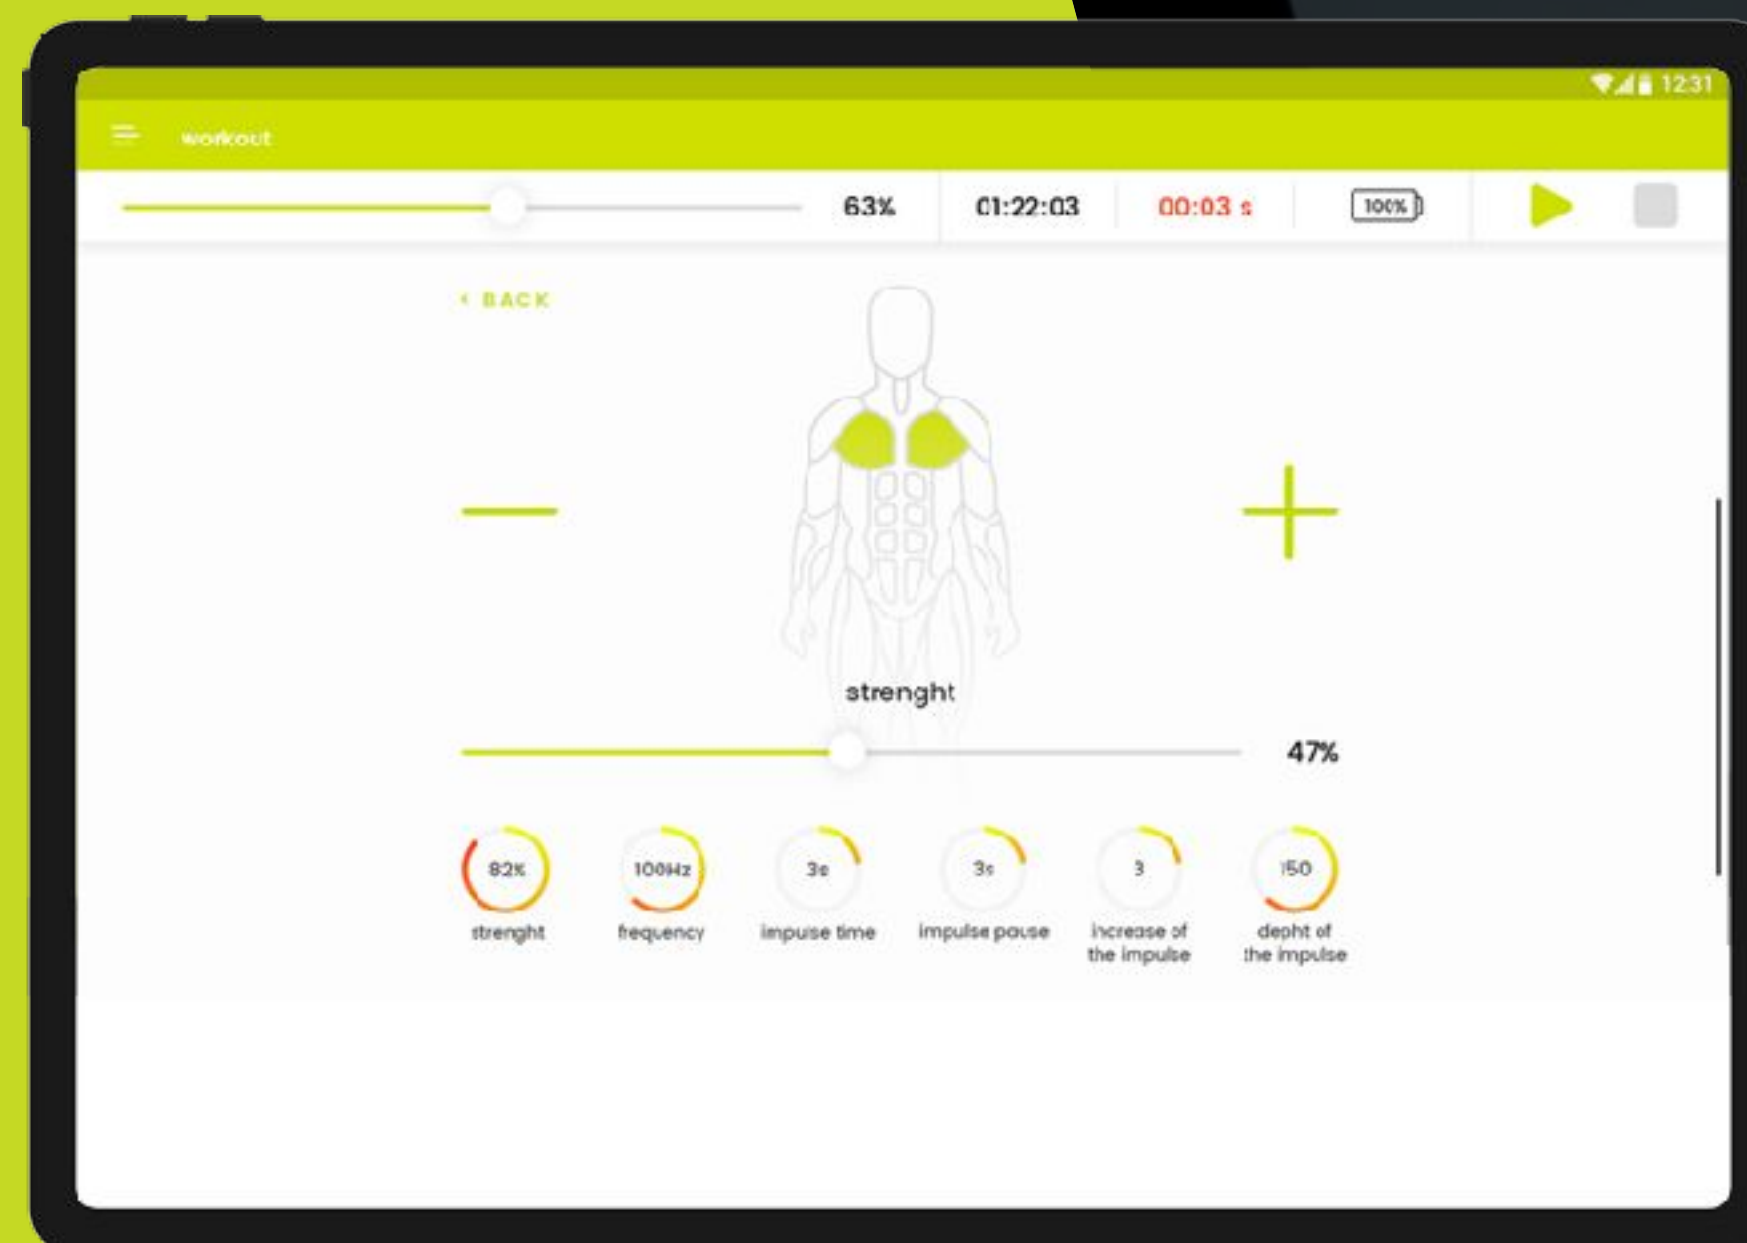 12:31
workout
63% 01:22:03 00:03 s 100%
< BACK
strenght
47%
82% 100Hz 3s 3s 3 150
strenght frequency impulse time impulse pause increase of depht of
the impulse the impulse